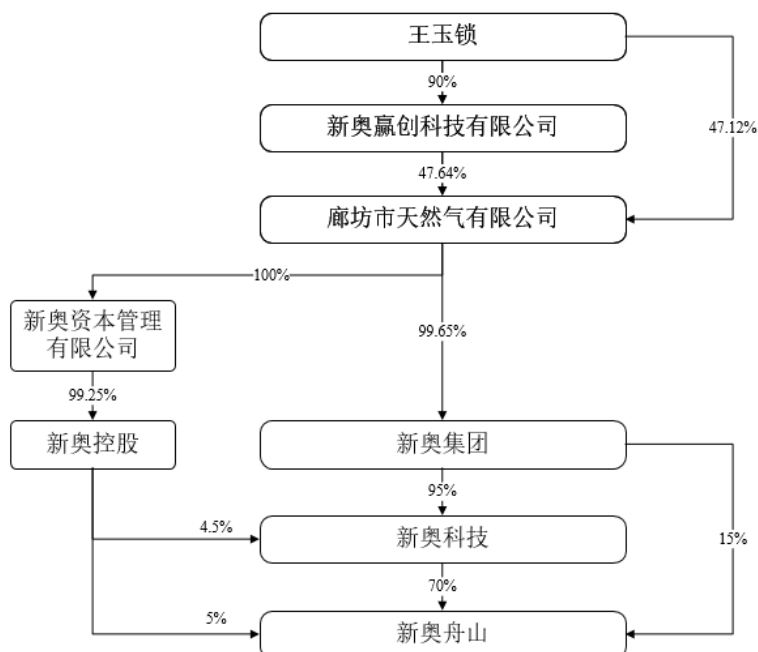 王玉锁
90%
新奥赢创科技有限公司
47.12%
47.64%
廊坊市天然气有限公司
100%
新奥资本管理
有限公司
99.65%
99.25%
新奥控股
新奥集团
95%
4.5%
新奥科技
15%
70%
5%
新奥舟山